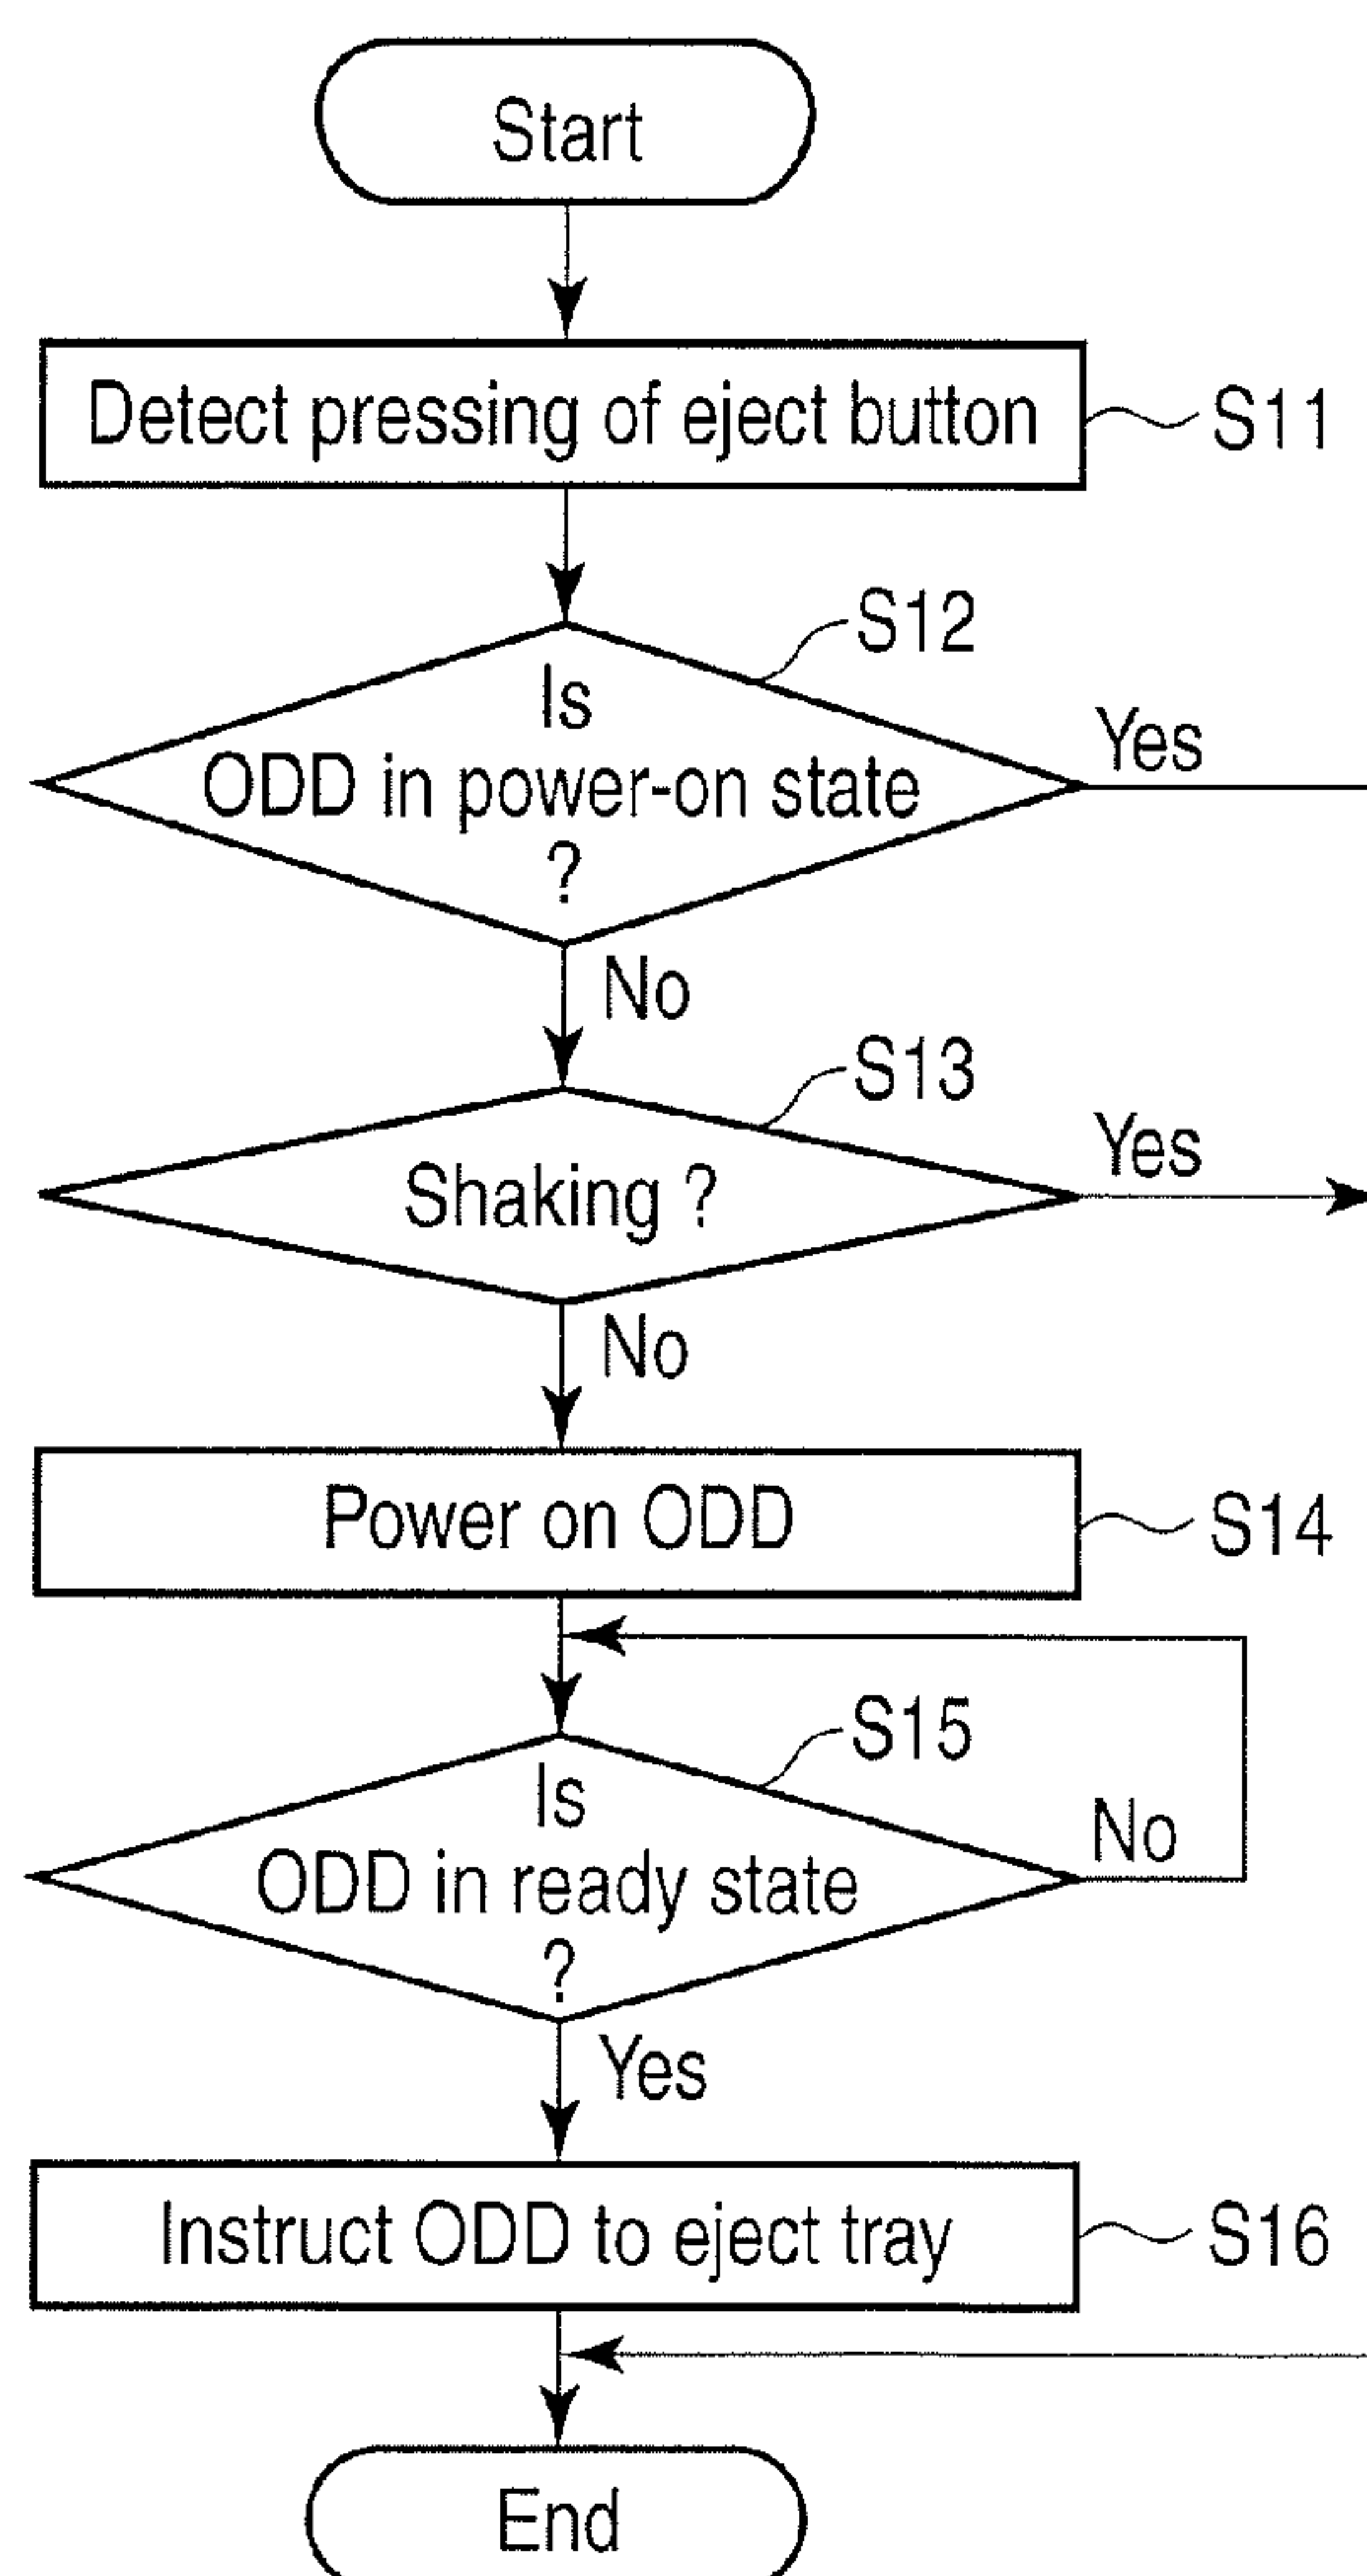 Start
Detect pressing of eject button
S11
S12
Is
ODD in power-on state
?
Yes
No
S13
Shaking ?
Yes
No
Power on ODD
S14
S15
Is
ODD in ready state
?
No
Yes
Instruct ODD to eject tray
S16
End